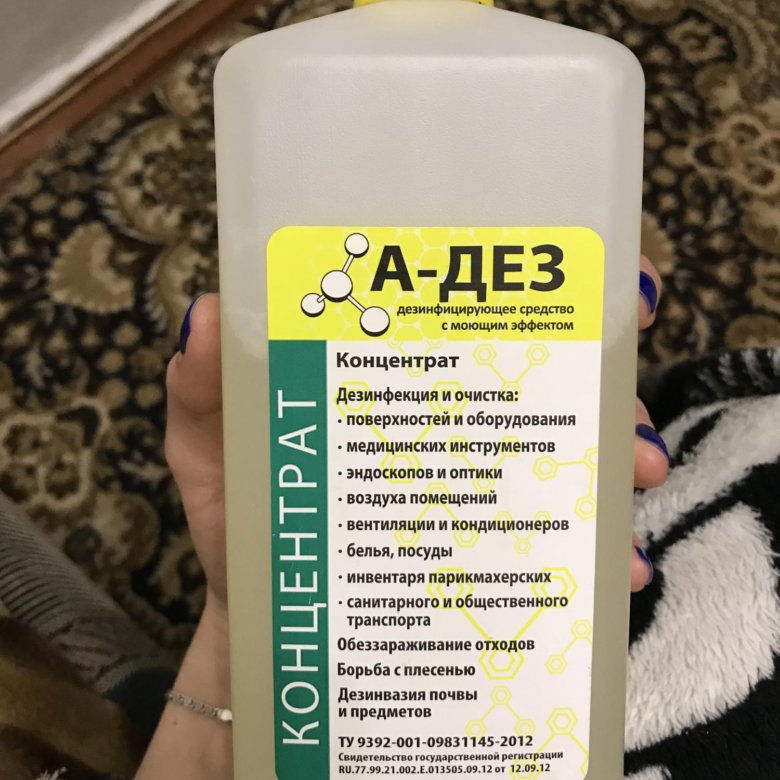 А-ДЕЗ
дезинфицирующее средство
с моющим эффектом
КОНЦЕНТРАТ
Концентрат
Дезинфекция и очистка:
· поверхностей и оборудования
· медицинских инструментов
· эндоскопов и оптики
· воздуха помещений
· вентиляции и кондиционеров
· белья, посуды
· инвентаря парикмахерских
· санитарного и общественного
транспорта
Обеззараживание отходов
Борьба с плесенью
Дезинвазия почвы
и предметов
ТУ 9392-001-09831145-2012
Свидетельство государственной регистрации
RU.77.99.21.002.Е.013505.09.12 от 12.09.12